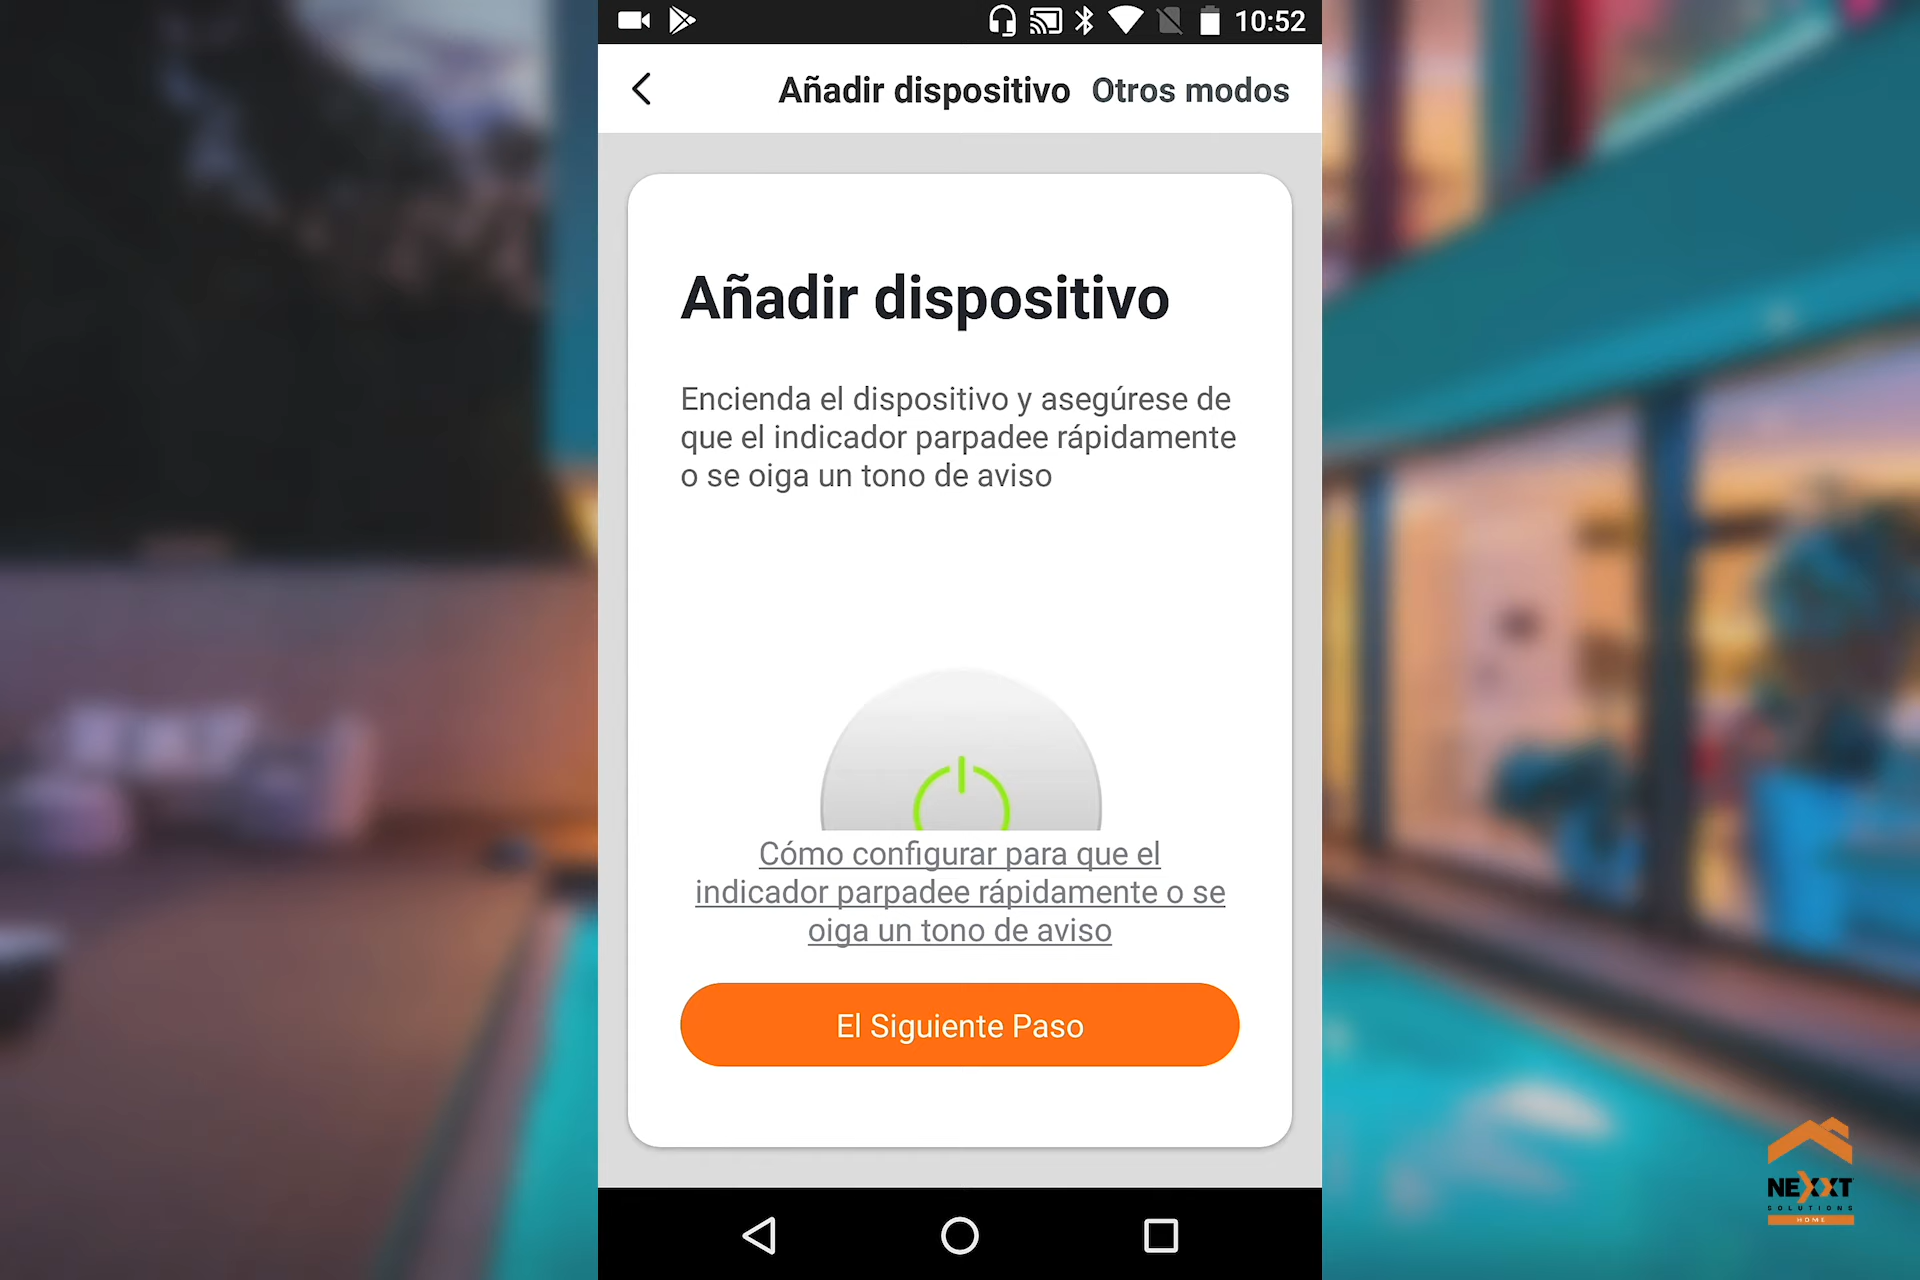 10:52
Añadir dispositivo Otros modos
Añadir dispositivo
Encienda el dispositivo y asegúrese de
que el indicador parpadee rápidamente
o se oiga un tono de aviso
Cómo configurar para que el
indicador parpadee rápidamente o se
oiga un tono de aviso
El Siguiente Paso
NEXXT
SOLUTIONS
HOME